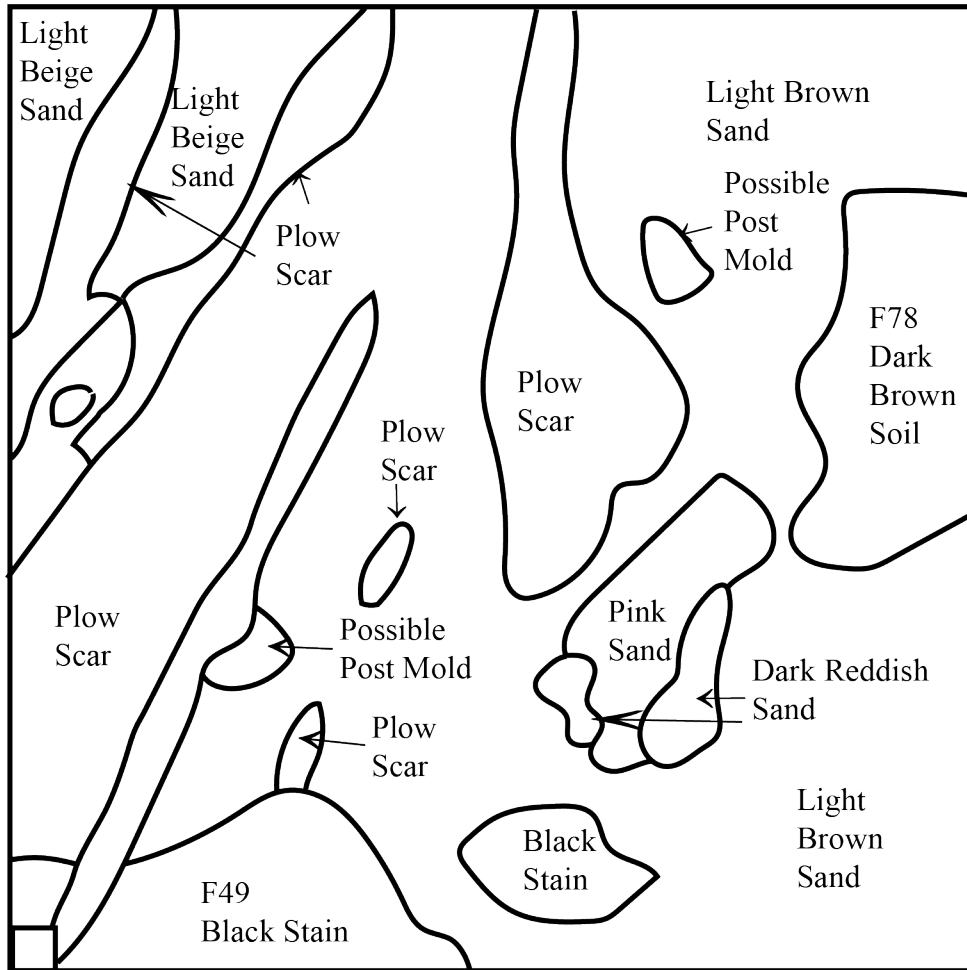 Light
Beige
Sand
Light
Beige
Sand
Plow
Scar
Light Brown
Sand
Possible
Post
Mold
F78
Dark
Brown
Soil
Plow
Scar
Plow
Scar
Plow
Scar
Possible
Post Mold
Pink
Sand
Dark Reddish
Sand
Plow
Scar
Light
Brown
Sand
Black
Stain
F49
Black Stain